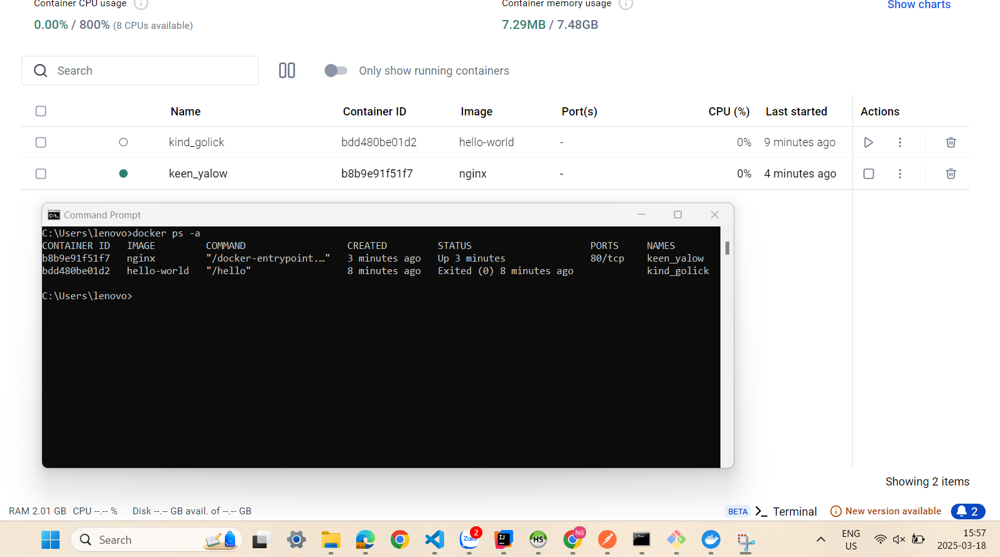 Container CPU usage
Container memory usage
Show charts
0.00% / 800% (8 CPUs available)
7.29MB / 7.48GB
Search
Only show running containers
Name Container ID Image Port(s) CPU (%) Last started Actions
kind_golick bdd480be01d2 hello-world - 0% 9 minutes ago
keen_yalow b8b9e91f51f7 nginx - 0% 4 minutes ago
Command Prompt
C:\Users\lenovo>docker ps -a
CONTAINER ID IMAGE COMMAND CREATED STATUS PORTS NAMES
b8b9e91f51f7 nginx "/docker-entrypoint.…" 3 minutes ago Up 3 minutes 80/tcp keen_yalow
bdd480be01d2 hello-world "/hello" 8 minutes ago Exited (0) 8 minutes ago kind_golick
C:\Users\lenovo>
Showing 2 items
RAM 2.01 GB CPU --.-- % Disk --.-- GB avail. of --.-- GB
BETA Terminal New version available 2
Search
Zalo 2
IJ
HS
Nô
ENG
US
15:57
2025-03-18